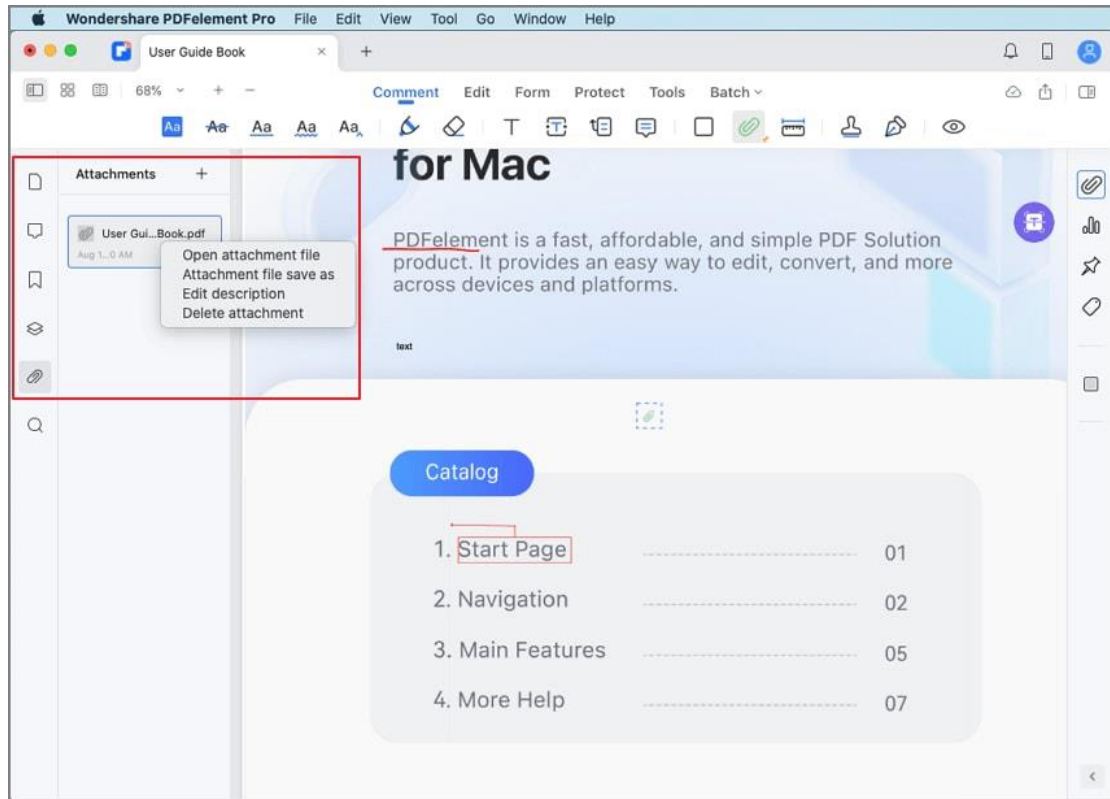 Wondershare PDFelement Pro File Edit View Tool Go Window Help
User Guide Book × +
68% + − Comment Edit Form Protect Tools Batch
Aa Aa Aa Aa Aa T T
Attachments +
User Gui...Book.pdf
Aug 1...0 AM
Open attachment file
Attachment file save as
Edit description
Delete attachment
for Mac
PDFelement is a fast, affordable, and simple PDF Solution
product. It provides an easy way to edit, convert, and more
across devices and platforms.
text
Catalog
1. Start Page 01
2. Navigation 02
3. Main Features 05
4. More Help 07